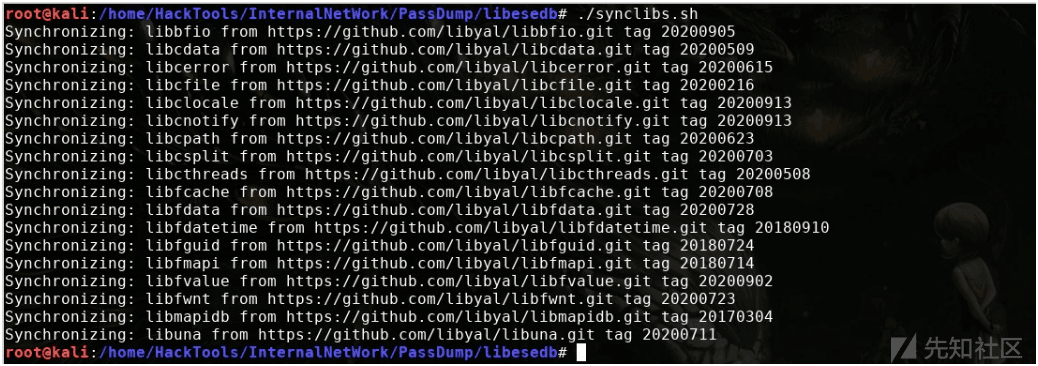 root@kali:/home/HackTools/InternalNetWork/PassDump/libesedb# ./synclibs.sh
Synchronizing: libbfio from https://github.com/libyal/libbfio.git tag 20200905
Synchronizing: libcdata from https://github.com/libyal/libcdata.git tag 20200509
Synchronizing: libcerror from https://github.com/libyal/libcerror.git tag 20200615
Synchronizing: libcfile from https://github.com/libyal/libcfile.git tag 20200216
Synchronizing: libclocale from https://github.com/libyal/libclocale.git tag 20200913
Synchronizing: libcnotify from https://github.com/libyal/libcnotify.git tag 20200913
Synchronizing: libcpath from https://github.com/libyal/libcpath.git tag 20200623
Synchronizing: libcsplit from https://github.com/libyal/libcsplit.git tag 20200703
Synchronizing: libcthreads from https://github.com/libyal/libcthreads.git tag 20200508
Synchronizing: libfcache from https://github.com/libyal/libfcache.git tag 20200708
Synchronizing: libfdata from https://github.com/libyal/libfdata.git tag 20200728
Synchronizing: libfdatetime from https://github.com/libyal/libfdatetime.git tag 20180910
Synchronizing: libfguid from https://github.com/libyal/libfguid.git tag 20180724
Synchronizing: libfmapi from https://github.com/libyal/libfmapi.git tag 20180714
Synchronizing: libfvalue from https://github.com/libyal/libfvalue.git tag 20200902
Synchronizing: libfwnt from https://github.com/libyal/libfwnt.git tag 20200723
Synchronizing: libmapidb from https://github.com/libyal/libmapidb.git tag 20170304
Synchronizing: libuna from https://github.com/libyal/libuna.git tag 20200711
root@kali:/home/HackTools/InternalNetWork/PassDump/libesedb#
先知社区